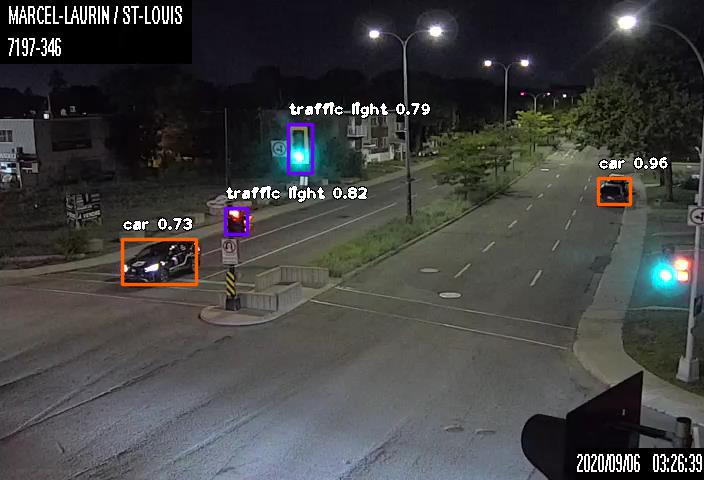 MARCEL-LAURIN / ST-LOUIS
7197-346
traffic light 0.79
car 0.96
traffic light 0.82
car 0.73
2020/09/06 03:26:39